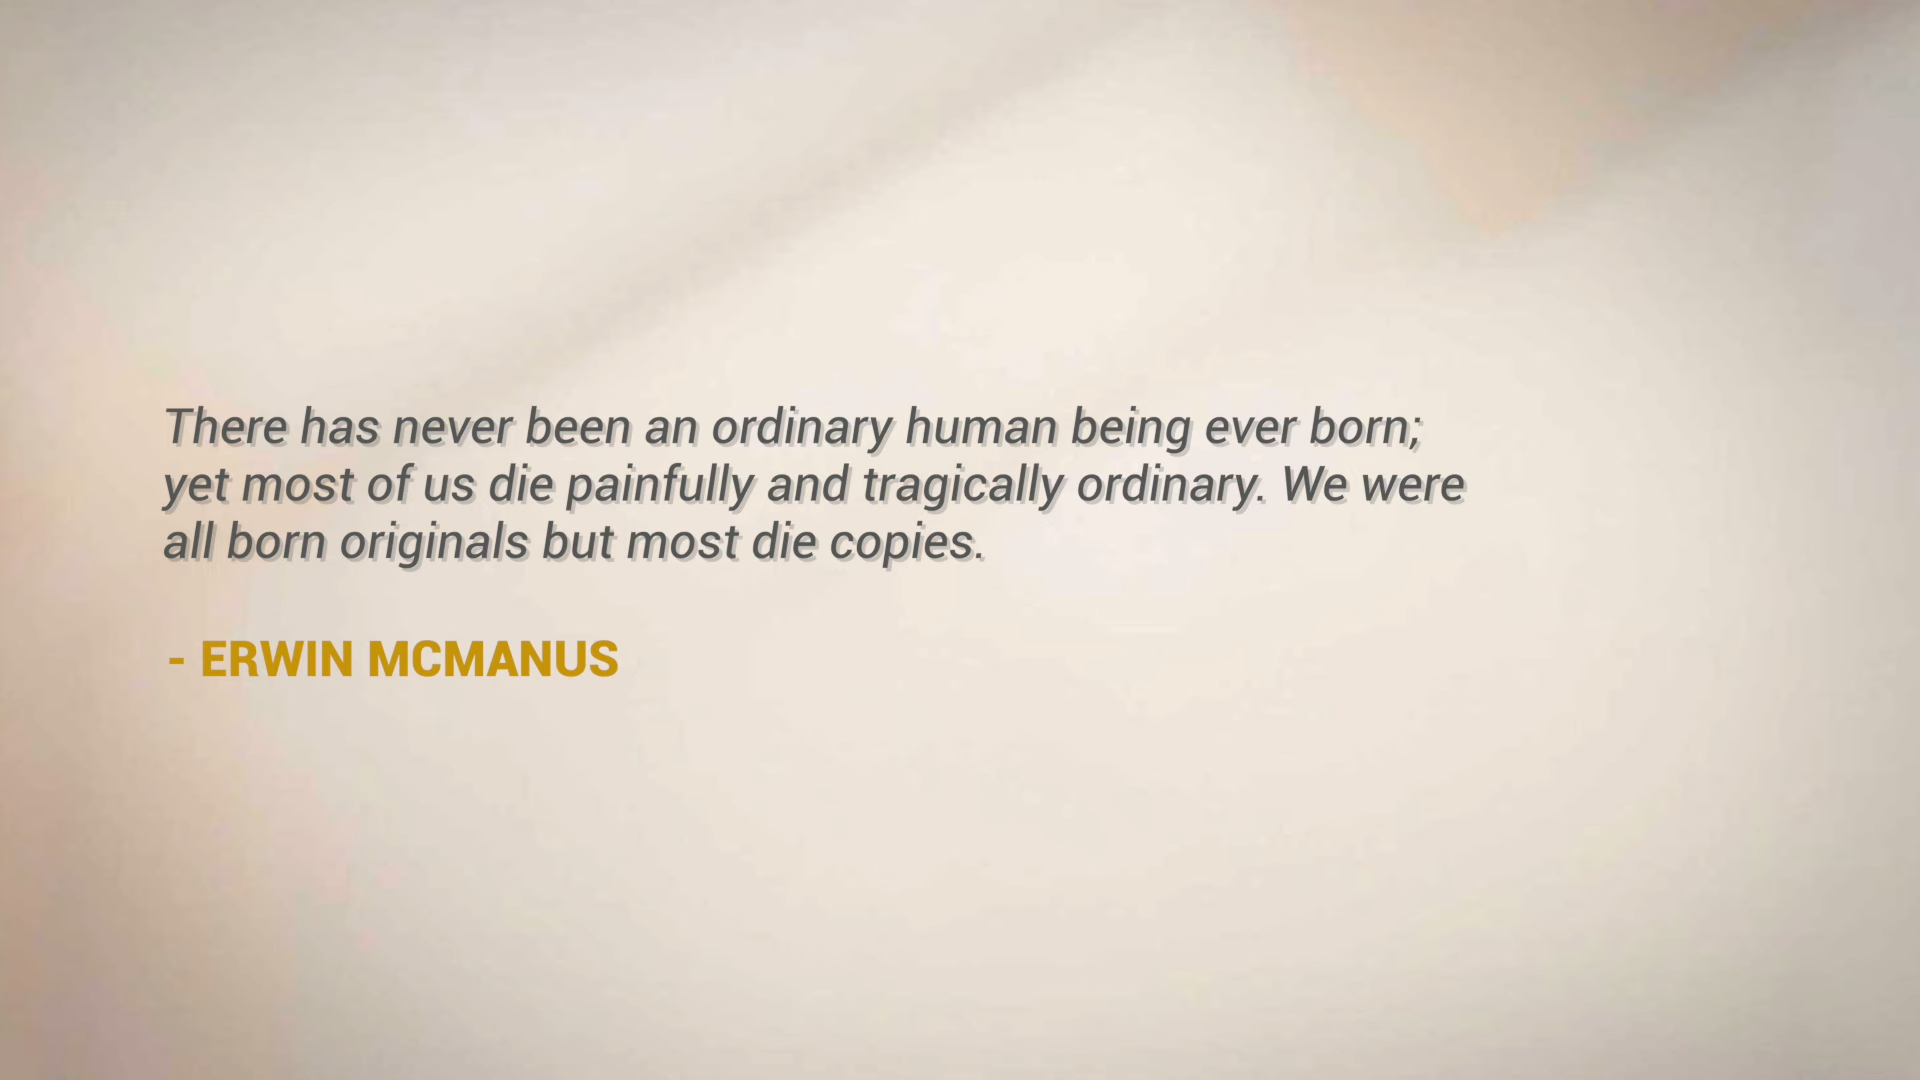 There has never been an ordinary human being ever born;
yet most of us die painfully and tragically ordinary. We were
all born originals but most die copies.
- ERWIN MCMANUS